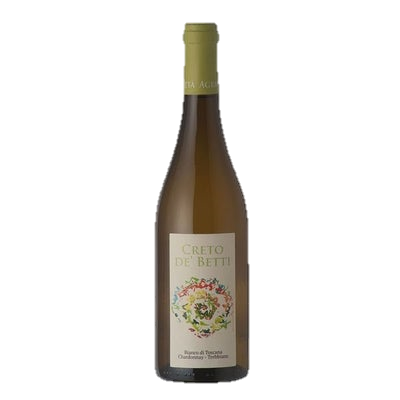 CRETO
DE' BETTI
Bianco di Toscana
Chardonnay - Trebbiano